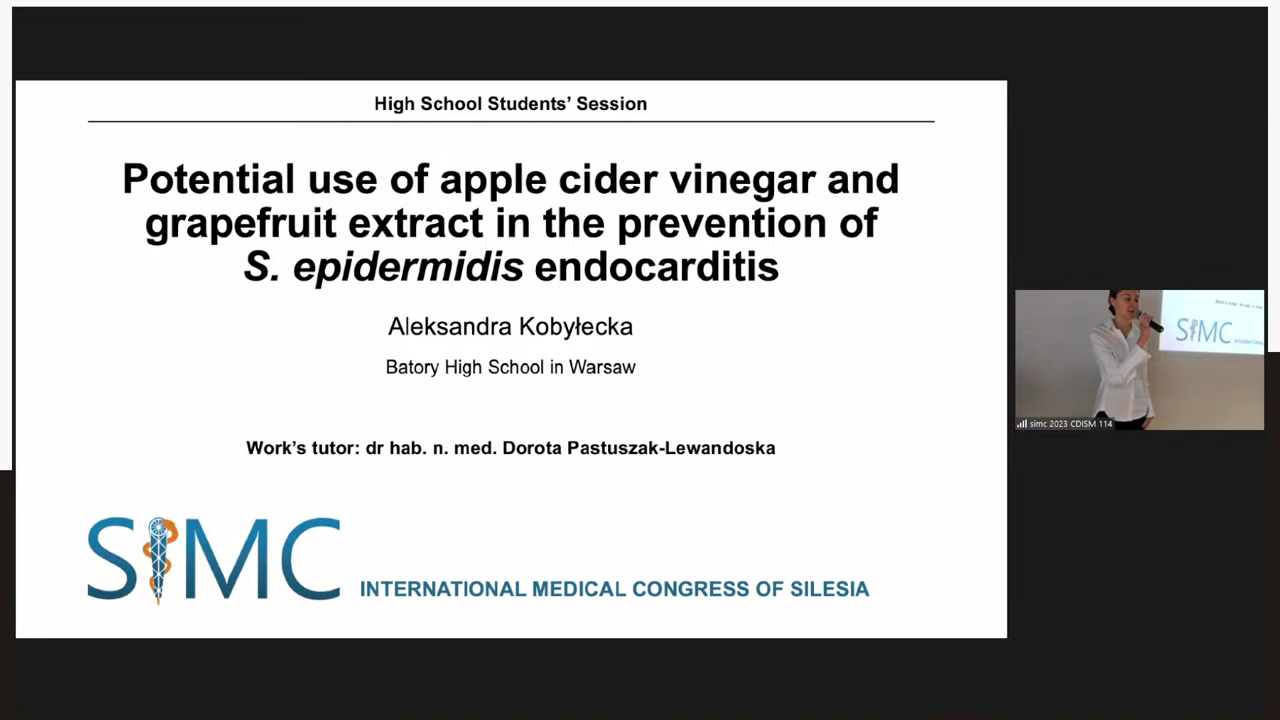 High School Students' Session
Potential use of apple cider vinegar and
grapefruit extract in the prevention of
S. epidermidis endocarditis
Aleksandra Kobyłecka
Batory High School in Warsaw
Work's tutor: dr hab. n. med. Dorota Pastuszak-Lewandoska
SIMC
INTERNATIONAL MEDICAL CONGRESS OF SILESIA
SIMC
simc 2023 CDISM 114